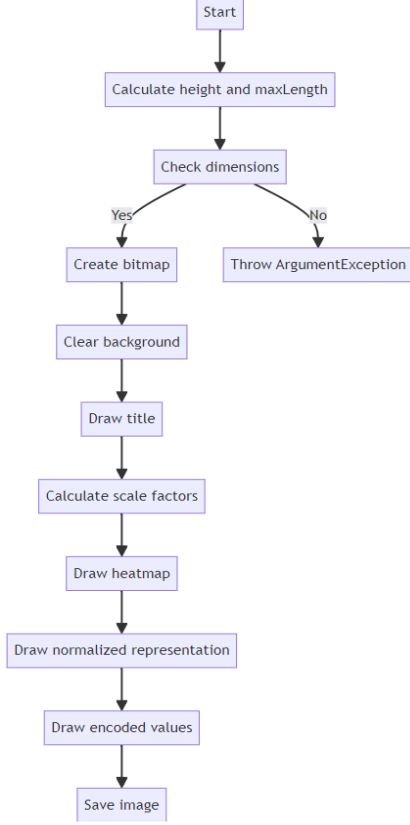 Start
Calculate height and maxLength
Check dimensions
Yes
No
Create bitmap
Throw ArgumentException
Clear background
Draw title
Calculate scale factors
Draw heatmap
Draw normalized representation
Draw encoded values
Save image